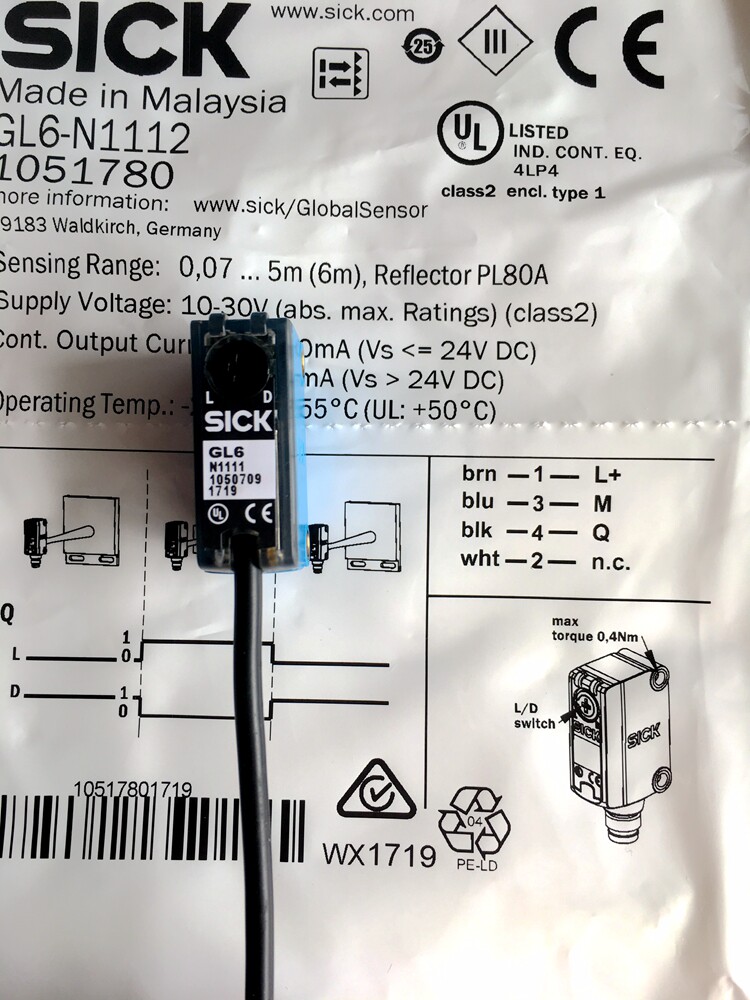 SICK
www.sick.com
25
III
CE
Made in Malaysia
GL6-N1112
1051780
UL
®
LISTED
IND. CONT. EQ.
4LP4
class2 encl. type 1
more information: www.sick/GlobalSensor
9183 Waldkirch, Germany
Sensing Range: 0,07 ... 5m (6m), Reflector PL80A
Supply Voltage: 10-30V (abs. max. Ratings) (class2)
Cont. Output 0mA (Vs <= 24V DC)
mA (Vs > 24V DC)
Operating Temp.: - 55°C (UL: +50°C)
L D
SICK
GL6
N1111
1050709
1719
UL CE
brn — 1 — L+
blu — 3 — M
blk — 4 — Q
wht — 2 — n.c.
Q
L 1
0
D 1
0
max
torque 0,4Nm
L/D
switch
SICK
SICK
10517801719
WX1719
04
PE-LD